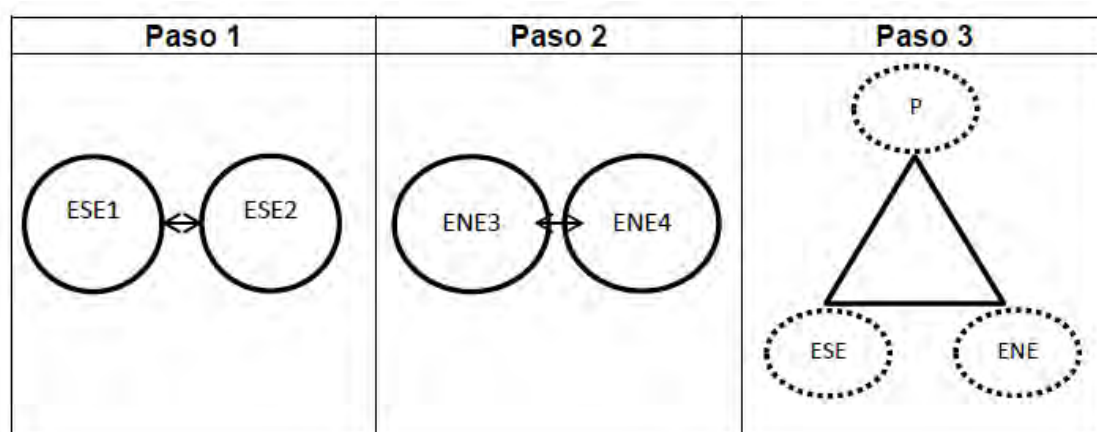 Paso 1
Paso 2
Paso 3
ESE1
ESE2
ENE3
ENE4
P
ESE
ENE